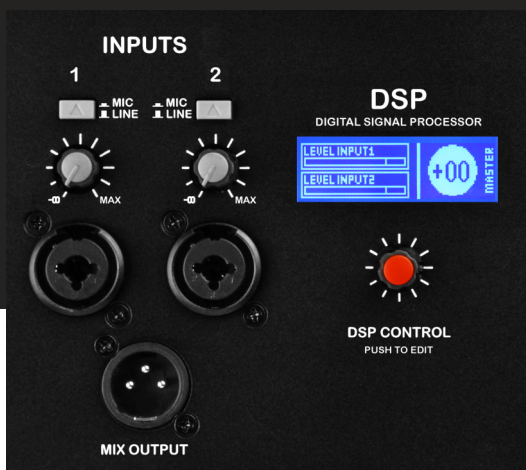 INPUTS
1
2
MIC
LINE
MIC
LINE
-∞
MAX
-∞
MAX
DSP
DIGITAL SIGNAL PROCESSOR
LEVEL INPUT1
LEVEL INPUT2
+00
MASTER
DSP CONTROL
PUSH TO EDIT
MIX OUTPUT